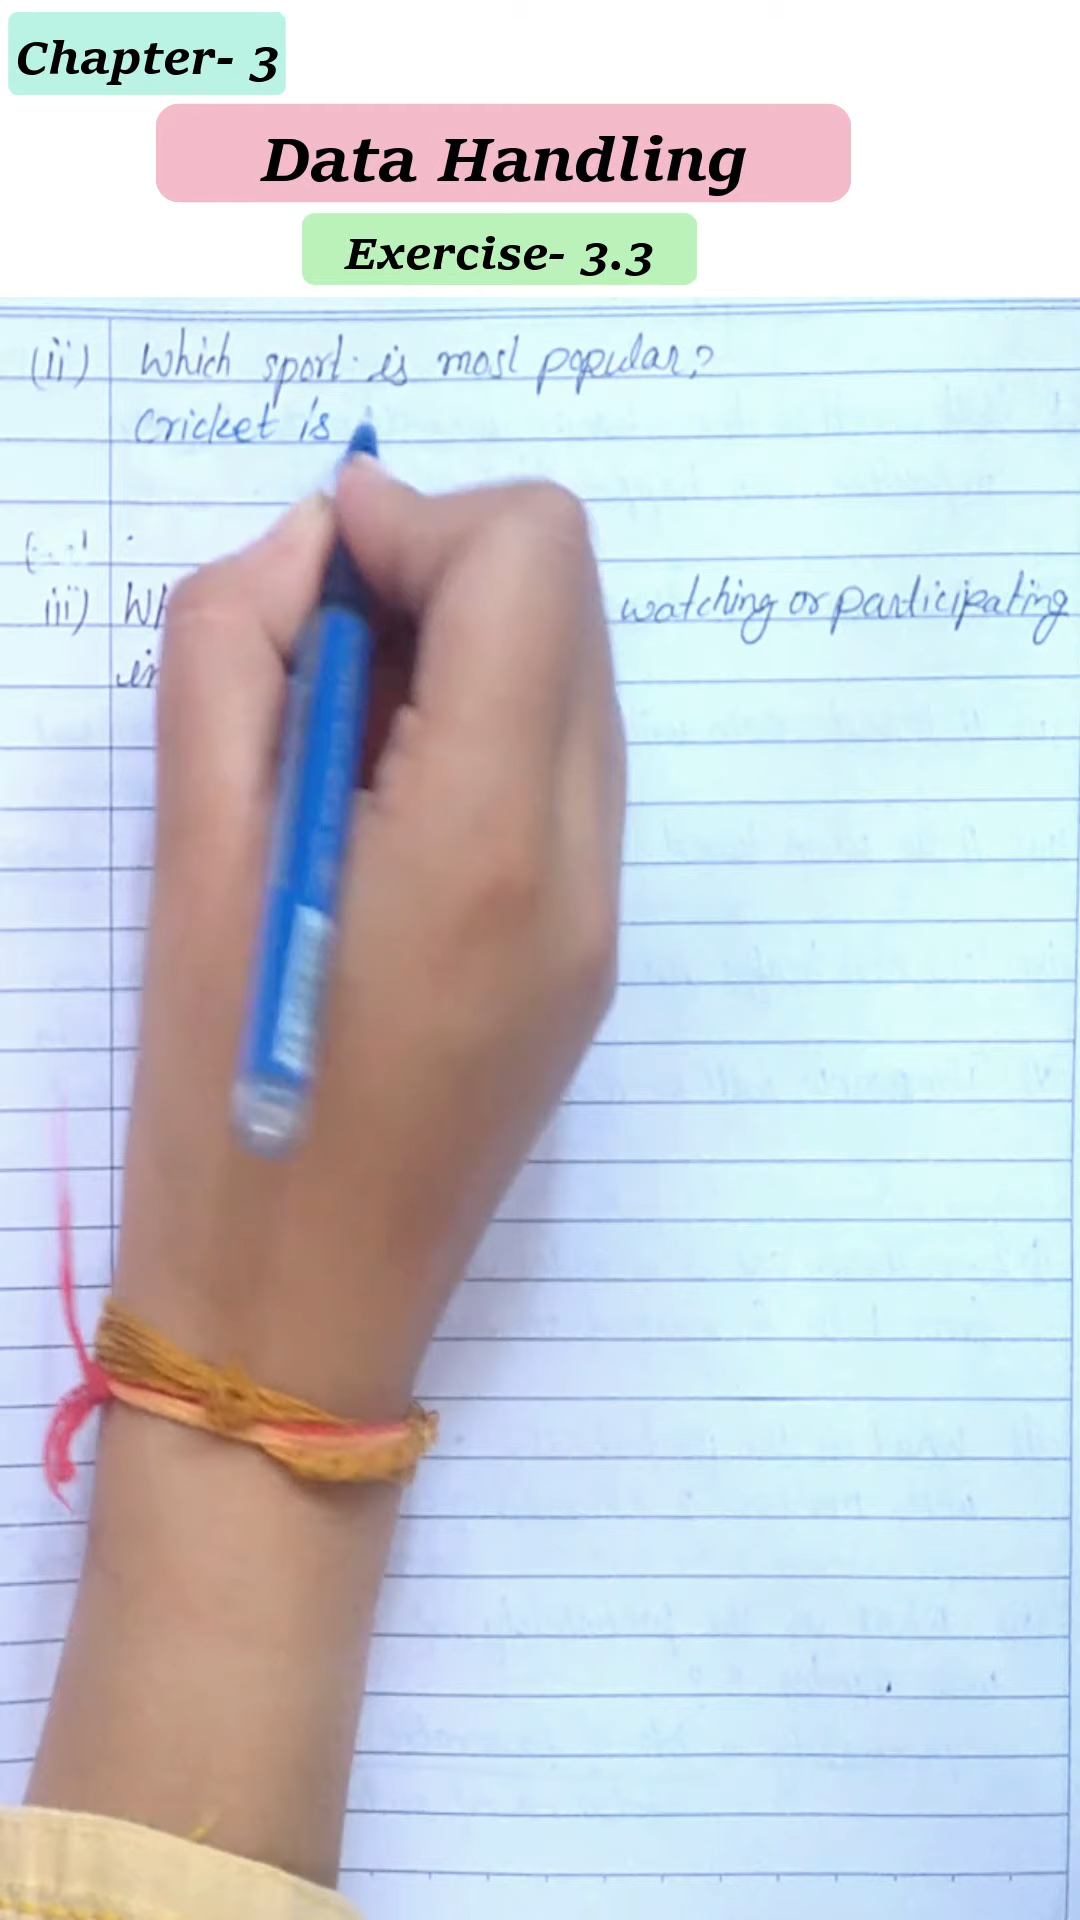 Chapter- 3
Data Handling
Exercise- 3.3
(ii) Which sport is most popular?
Cricket is
iii) Wh watching or participating
in